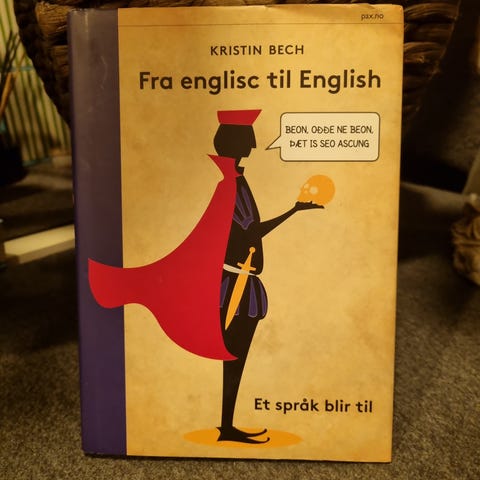 pax.no
KRISTIN BECH
Fra englisc til English
BEON, OÐÐE NE BEON,
ÞÆT IS SEO ASCUNG
Et språk blir til